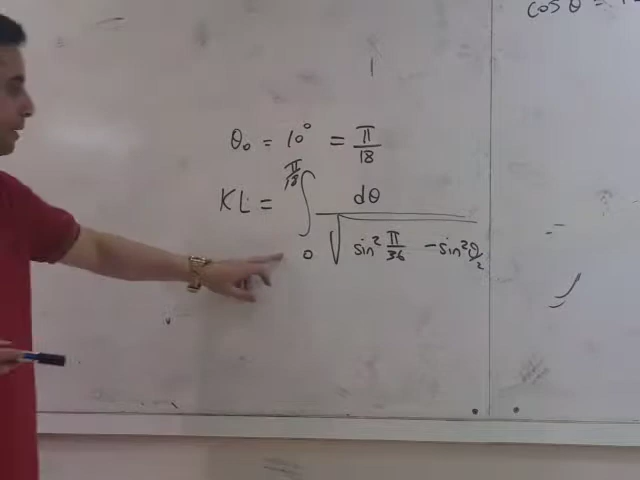 cos θ =
θ₀ = 10° = π/18
KL = ∫₀^(π/18) dθ / √(sin² π/36 − sin² θ/2)